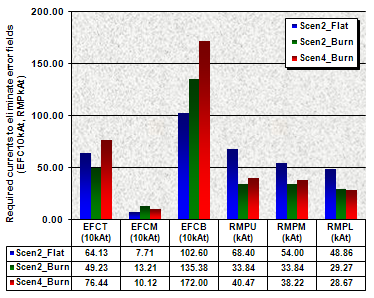 Required currents to eliminate error fields
(EFC10kAt, RMPkAt)
200.00
150.00
100.00
50.00
0.00
Scen2_Flat
Scen2_Burn
Scen4_Burn
EFCT EFCM EFCB RMPU RMPM RMPL
(10kAt) (10kAt) (10kAt) (kAt) (kAt) (kAt)
Scen2_Flat 64.13 7.71 102.60 68.40 54.00 48.86
Scen2_Burn 49.23 13.21 135.38 33.84 33.84 29.27
Scen4_Burn 76.44 10.12 172.00 40.47 38.22 28.67